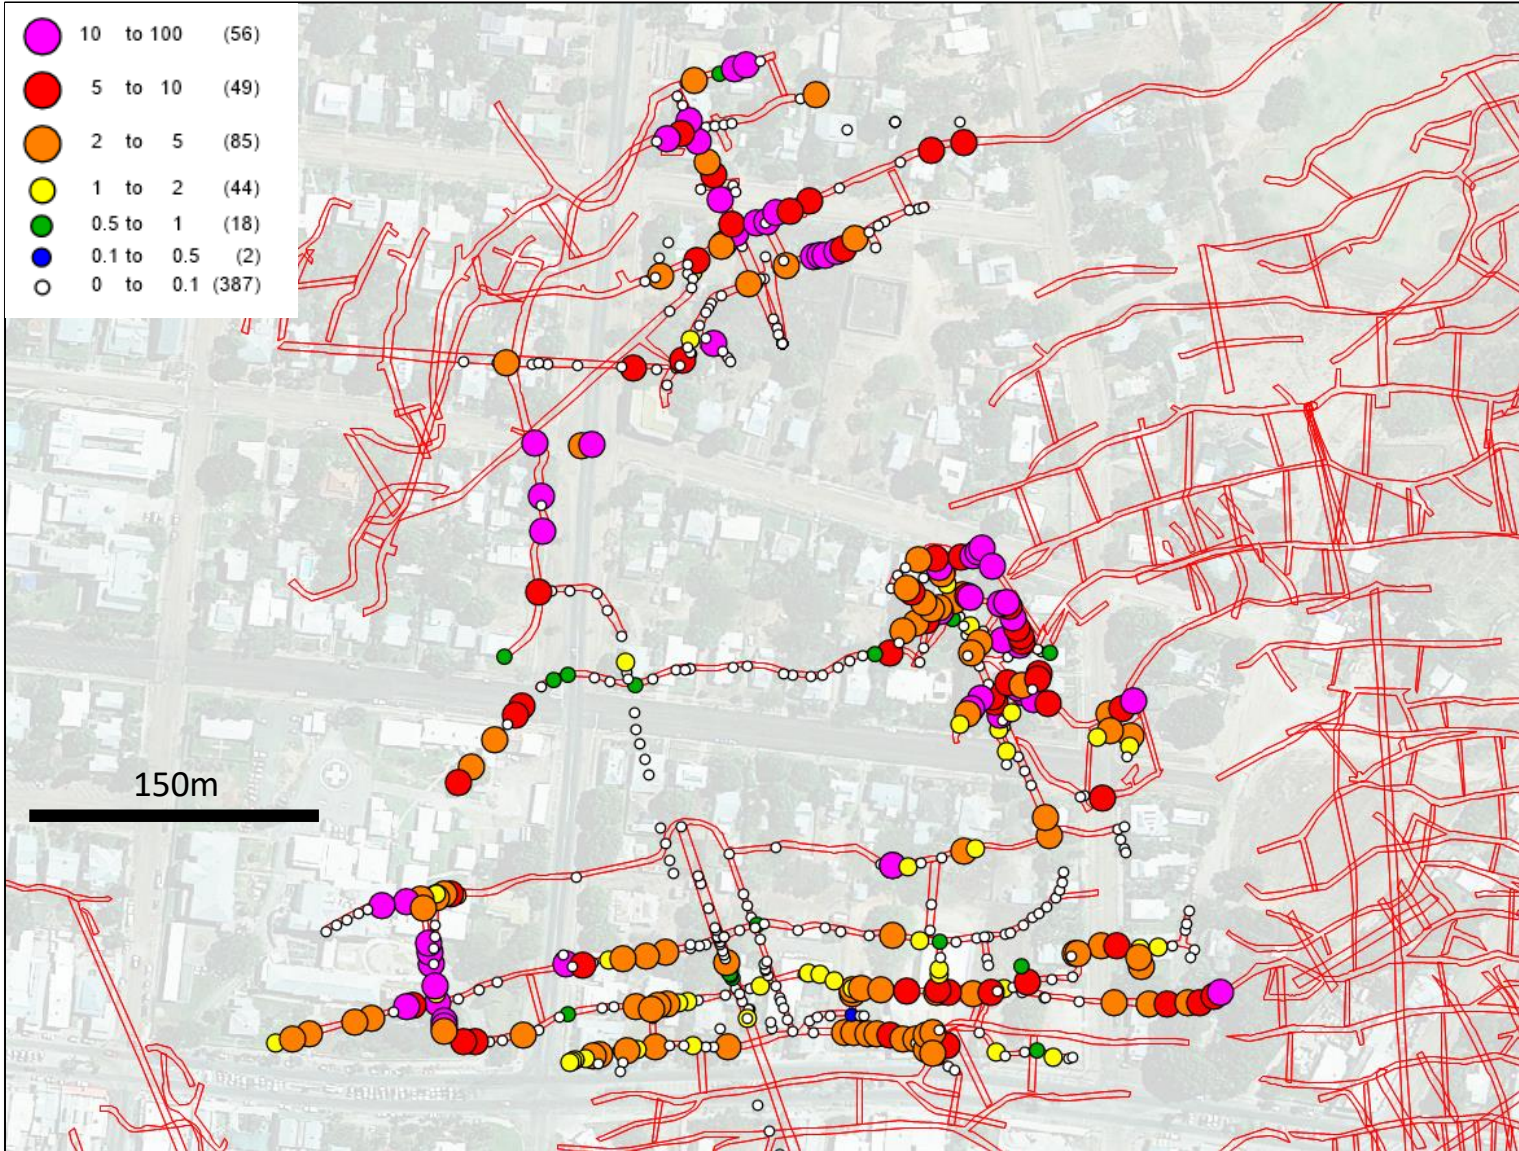 10 to 100 (56)
5 to 10 (49)
2 to 5 (85)
1 to 2 (44)
0.5 to 1 (18)
0.1 to 0.5 (2)
0 to 0.1 (387)
150m